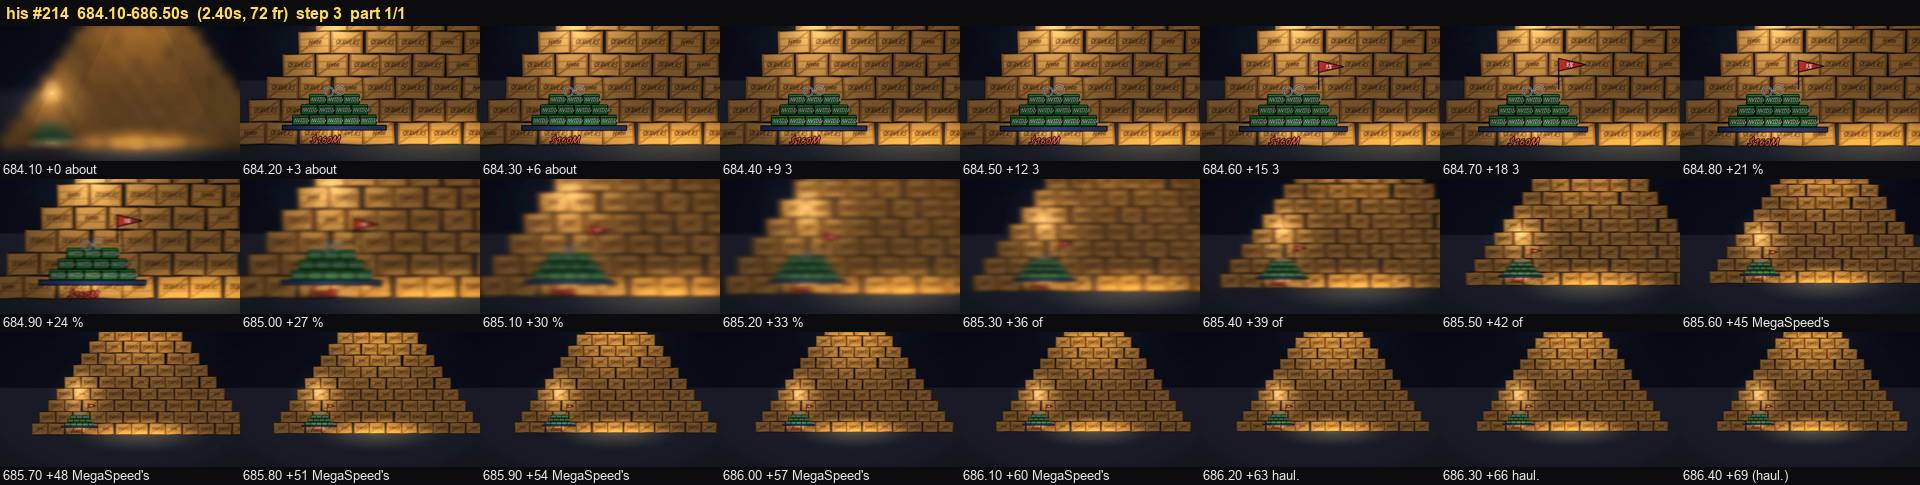 his #214 684.10-686.50s (2.40s, 72 fr) step 3 part 1/1
684.10 +0 about
684.20 +3 about
684.30 +6 about
684.40 +9 3
684.50 +12 3
684.60 +15 3
684.70 +18 3
684.80 +21 %
684.90 +24 %
685.00 +27 %
685.10 +30 %
685.20 +33 %
685.30 +36 of
685.40 +39 of
685.50 +42 of
685.60 +45 MegaSpeed's
685.70 +48 MegaSpeed's
685.80 +51 MegaSpeed's
685.90 +54 MegaSpeed's
686.00 +57 MegaSpeed's
686.10 +60 MegaSpeed's
686.20 +63 haul.
686.30 +66 haul.
686.40 +69 (haul.)